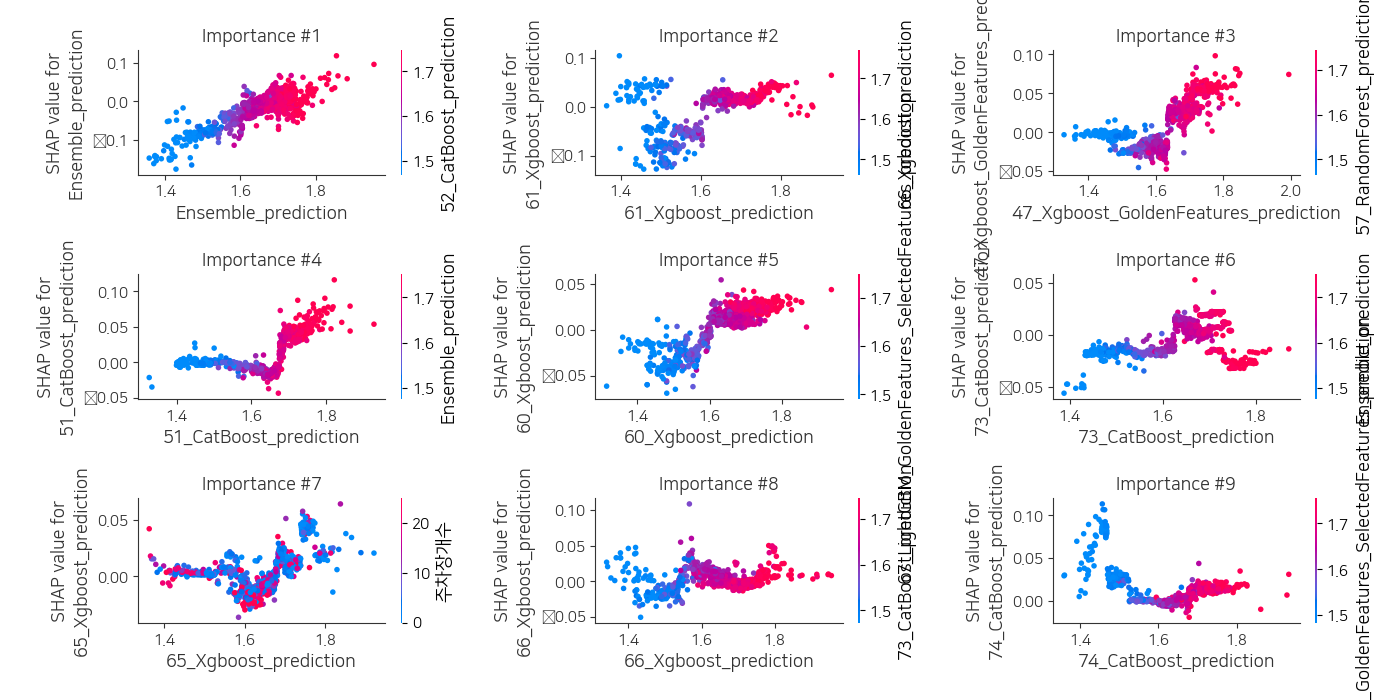 Importance #1
SHAP value for
Ensemble_prediction
0.1
0.0
0.1
1.4
1.6
1.8
Ensemble_prediction
1.7
1.6
1.5
52_CatBoost_prediction
Importance #2
SHAP value for
61_Xgboost_prediction
0.1
0.0
0.1
1.4
1.6
1.8
61_Xgboost_prediction
1.7
1.6
1.5
Importance #3
SHAP value for
47_Xgboost_GoldenFeatures_prediction
0.10
0.05
0.00
0.05
1.4
1.6
1.8
2.0
47_Xgboost_GoldenFeatures_prediction
1.7
1.6
1.5
57_RandomForest_prediction
Importance #4
SHAP value for
51_CatBoost_prediction
0.10
0.05
0.00
0.05
1.4
1.6
1.8
51_CatBoost_prediction
1.7
1.6
1.5
Ensemble_prediction
Importance #5
SHAP value for
60_Xgboost_prediction
0.05
0.00
0.05
1.4
1.6
1.8
60_Xgboost_prediction
1.7
1.6
1.5
Importance #6
SHAP value for
73_CatBoost_prediction
0.05
0.00
0.05
1.4
1.6
1.8
73_CatBoost_prediction
1.7
1.6
1.5
Importance #7
SHAP value for
65_Xgboost_prediction
0.05
0.00
1.4
1.6
1.8
65_Xgboost_prediction
20
10
0
주차장개수
Importance #8
SHAP value for
66_Xgboost_prediction
0.10
0.05
0.00
0.05
1.4
1.6
1.8
66_Xgboost_prediction
1.7
1.6
1.5
73_CatBoost_prediction
Importance #9
SHAP value for
74_CatBoost_prediction
0.10
0.05
0.00
1.4
1.6
1.8
74_CatBoost_prediction
1.7
1.6
1.5
_GoldenFeatures_SelectedFeatures_prediction